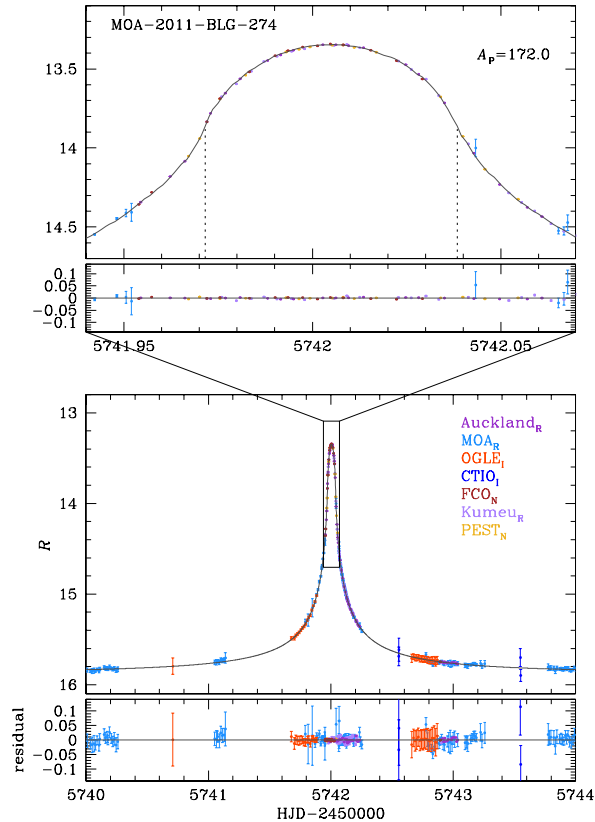 MOA-2011-BLG-274
A_P=172.0
13.5
14
14.5
0.1
0.05
0
-0.05
-0.1
5741.95 5742 5742.05
13
14
15
16
R
Auckland_R
MOA_R
OGLE_I
CTIO_I
FCO_N
Kumeu_R
PEST_N
0.1
0.05
0
-0.05
-0.1
residual
5740 5741 5742 5743 5744
HJD-2450000